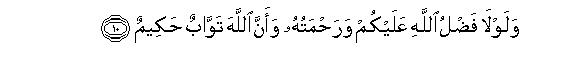 وَلَوْلَا فَضْلُ ٱللَّهِ عَلَيْكُمْ وَرَحْمَتُهُۥ وَأَنَّ ٱللَّهَ تَوَّابٌ حَكِيمٌ ١٠